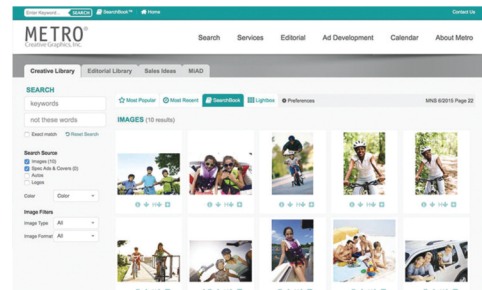 Enter Keyword... SEARCH SearchBook™ Home Contact Us
METRO®
Creative Graphics, Inc.
Search Services Editorial Ad Development Calendar About Metro
Creative Library Editorial Library Sales Ideas MiAD
SEARCH
keywords
not these words
Exact match Reset Search
Search Source
Images (10)
Spec Ads & Covers (0)
Autos
Logos
Color Color
Image Filters
Image Type All
Image Format All
Most Popular Most Recent SearchBook Lightbox Preferences MNS 6/2015 Page 22
IMAGES (10 results)